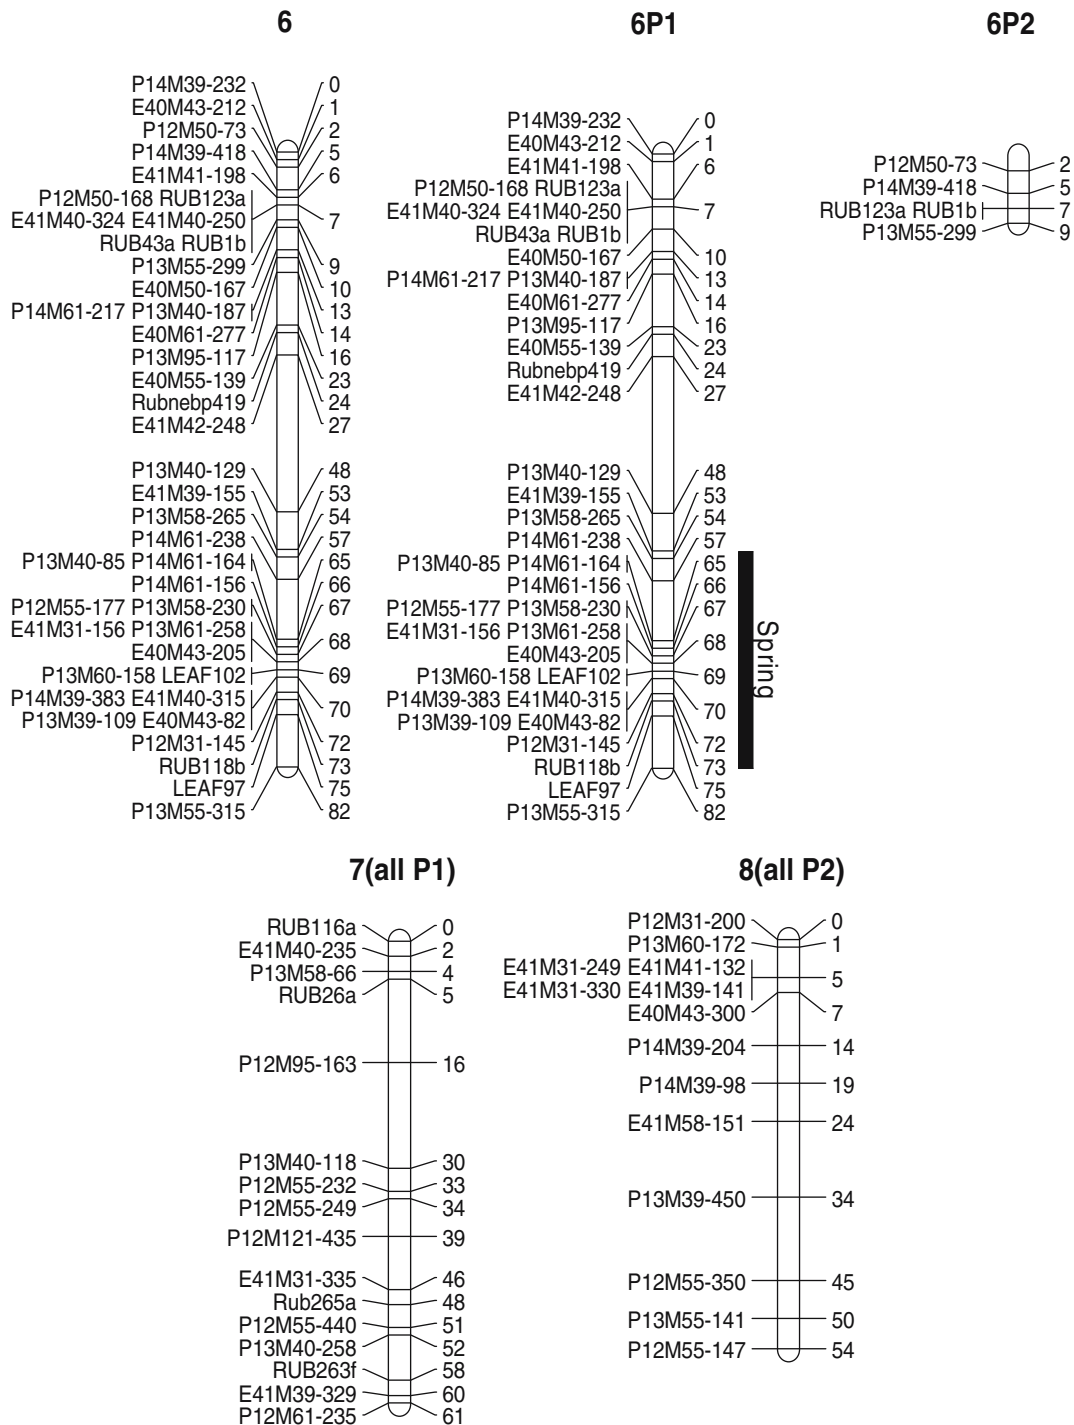 6
P14M39-232 0
E40M43-212 1
P12M50-73 2
P14M39-418 5
E41M41-198 6
P12M50-168 RUB123a
E41M40-324 E41M40-250 7
RUB43a RUB1b
P13M55-299 9
E40M50-167 10
P14M61-217 P13M40-187 13
E40M61-277 14
P13M95-117 16
E40M55-139 23
Rubnebp419 24
E41M42-248 27
P13M40-129 48
E41M39-155 53
P13M58-265 54
P14M61-238 57
P13M40-85 P14M61-164 65
P14M61-156 66
P12M55-177 P13M58-230 67
E41M31-156 P13M61-258
E40M43-205 68
P13M60-158 LEAF102 69
P14M39-383 E41M40-315
P13M39-109 E40M43-82 70
P12M31-145 72
RUB118b 73
LEAF97 75
P13M55-315 82
6P1
P14M39-232 0
E40M43-212 1
E41M41-198 6
P12M50-168 RUB123a
E41M40-324 E41M40-250 7
RUB43a RUB1b
E40M50-167 10
P14M61-217 P13M40-187 13
E40M61-277 14
P13M95-117 16
E40M55-139 23
Rubnebp419 24
E41M42-248 27
P13M40-129 48
E41M39-155 53
P13M58-265 54
P14M61-238 57
P13M40-85 P14M61-164 65
P14M61-156 66
P12M55-177 P13M58-230 67
E41M31-156 P13M61-258
E40M43-205 68
P13M60-158 LEAF102 69
P14M39-383 E41M40-315
P13M39-109 E40M43-82 70
P12M31-145 72
RUB118b 73
LEAF97 75
P13M55-315 82
Spring
6P2
P12M50-73 2
P14M39-418 5
RUB123a RUB1b 7
P13M55-299 9
7(all P1)
RUB116a 0
E41M40-235 2
P13M58-66 4
RUB26a 5
P12M95-163 16
P13M40-118 30
P12M55-232 33
P12M55-249 34
P12M121-435 39
E41M31-335 46
Rub265a 48
P12M55-440 51
P13M40-258 52
RUB263f 58
E41M39-329 60
P12M61-235 61
8(all P2)
P12M31-200 0
P13M60-172 1
E41M31-249 E41M41-132
E41M31-330 E41M39-141 5
E40M43-300 7
P14M39-204 14
P14M39-98 19
E41M58-151 24
P13M39-450 34
P12M55-350 45
P13M55-141 50
P12M55-147 54